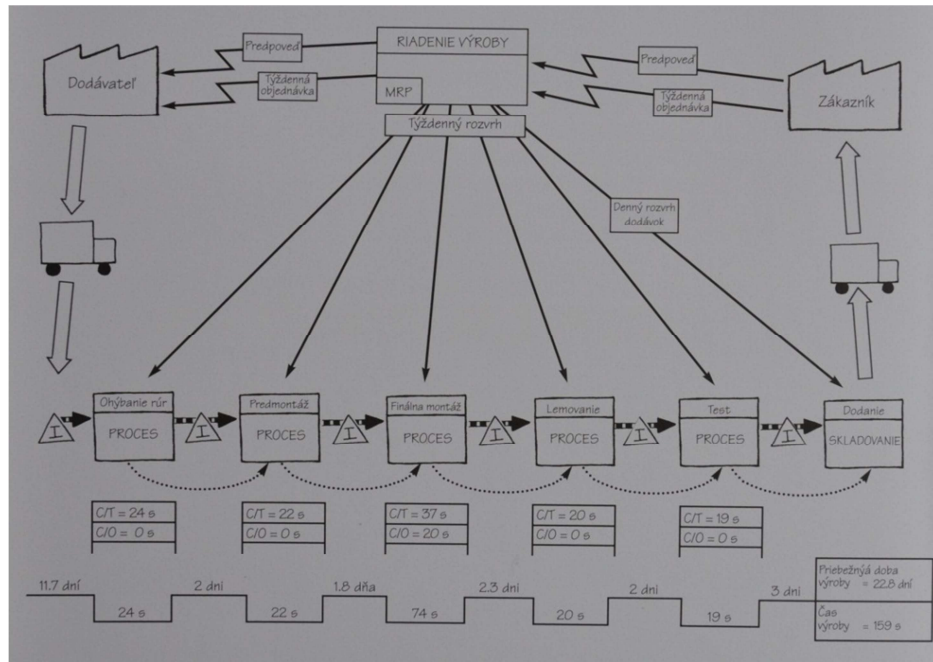 Dodávateľ
Predpoveď
Týždenná
objednávka
RIADENIE VÝROBY
MRP
Týždenný rozvrh
Predpoveď
Týždenná
objednávka
Zákazník
Denný rozvrh
dodávok
I
Ohýbanie rúr
PROCES
I
Predmontáž
PROCES
I
Finálna montáž
PROCES
I
Lemovanie
PROCES
I
Test
PROCES
I
Dodanie
SKLADOVANIE
C/T = 24 s
C/O = 0 s
C/T = 22 s
C/O = 0 s
C/T = 37 s
C/O = 20 s
C/T = 20 s
C/O = 0 s
C/T = 19 s
C/O = 0 s
11.7 dní
24 s
2 dni
22 s
1.8 dňa
74 s
2.3 dni
20 s
2 dni
19 s
3 dni
Priebežnýá doba
výroby = 22.8 dní
Čas
výroby = 159 s